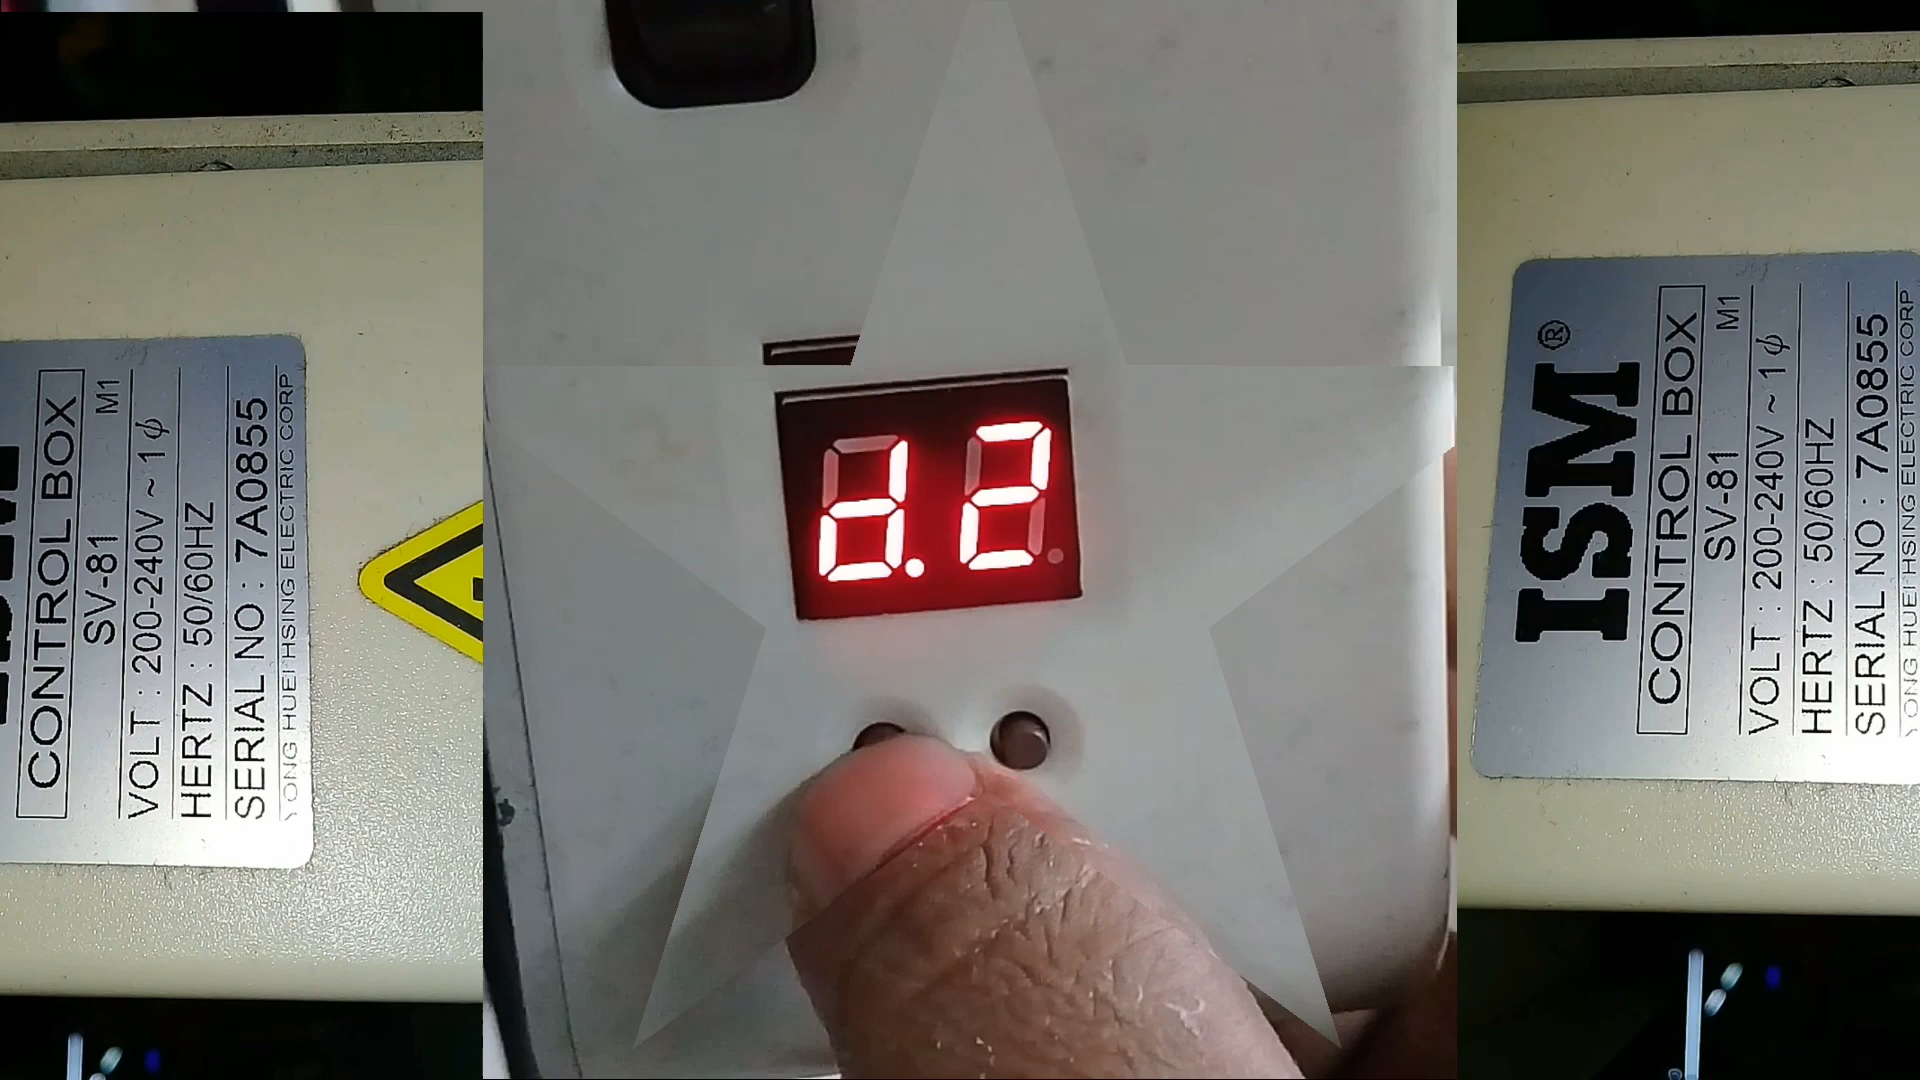 CONTROL BOX
SV-81
M1
VOLT : 200-240V ~ 1 ϕ
HERTZ : 50/60HZ
SERIAL NO : 7A0855
YONG HUEI HSING ELECTRIC CORP
d.2
ISM®
CONTROL BOX
SV-81
M1
VOLT : 200-240V ~ 1 ϕ
HERTZ : 50/60HZ
SERIAL NO : 7A0855
YONG HUEI HSING ELECTRIC CORP